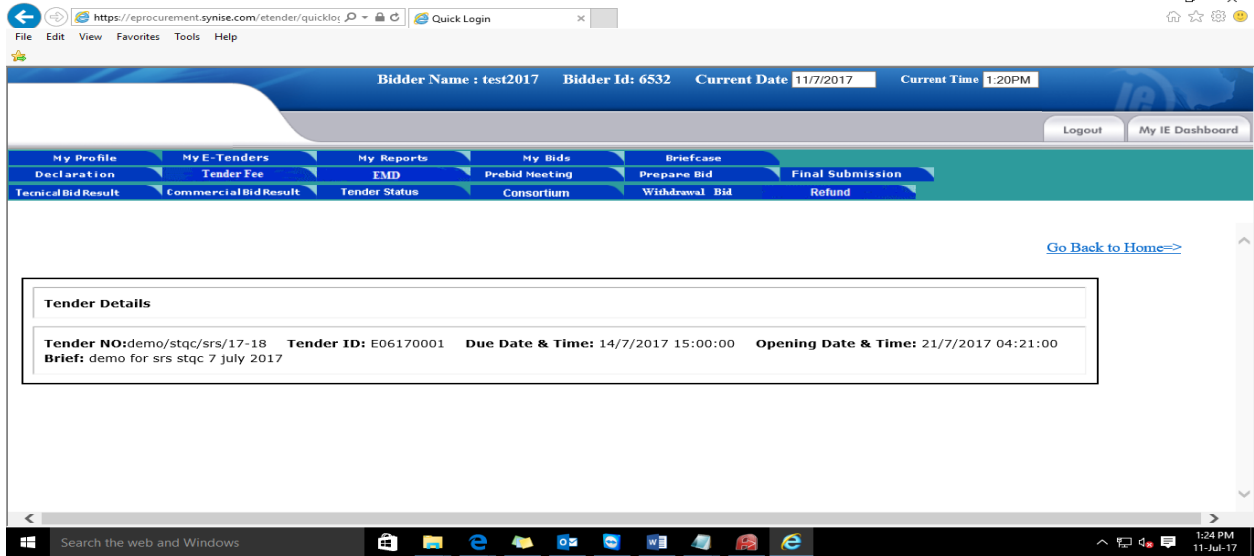 https://eprocurement.synise.com/etender/quicklog
Quick Login
File Edit View Favorites Tools Help
Bidder Name : test2017 Bidder Id: 6532 Current Date 11/7/2017 Current Time 1:20PM
Logout My IE Dashboard
My Profile My E-Tenders My Reports My Bids Briefcase
Declaration Tender Fee EMD Prebid Meeting Prepare Bid Final Submission
Tecnical Bid Result Commercial Bid Result Tender Status Consortium Withdrawal Bid Refund
Go Back to Home=>
Tender Details
Tender NO:demo/stqc/srs/17-18 Tender ID: E06170001 Due Date & Time: 14/7/2017 15:00:00 Opening Date & Time: 21/7/2017 04:21:00
Brief: demo for srs stqc 7 july 2017
Search the web and Windows
1:24 PM
11-Jul-17